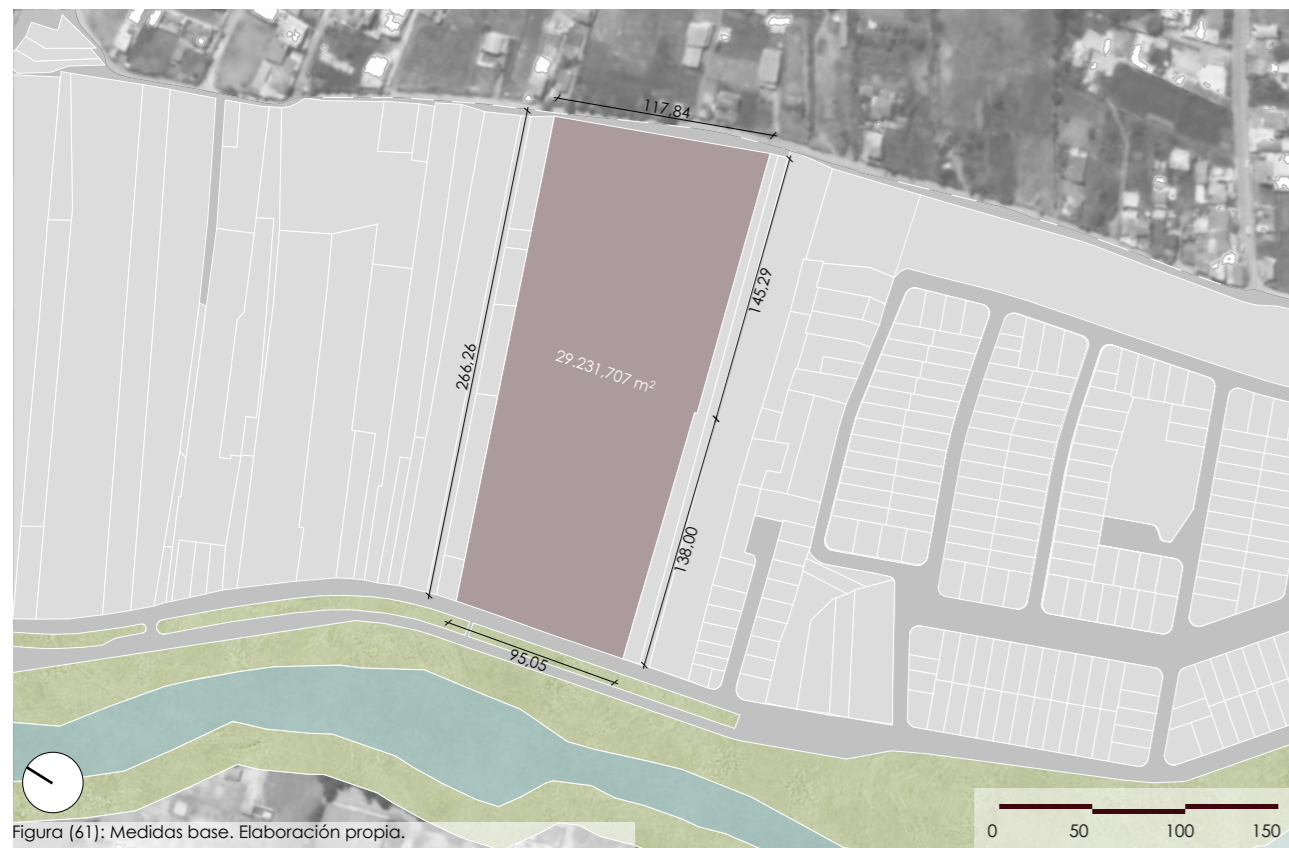 117,84
266,26
145,29
29.231,707 m²
138,00
95,05
Figura (61): Medidas base. Elaboración propia.
0 50 100 150